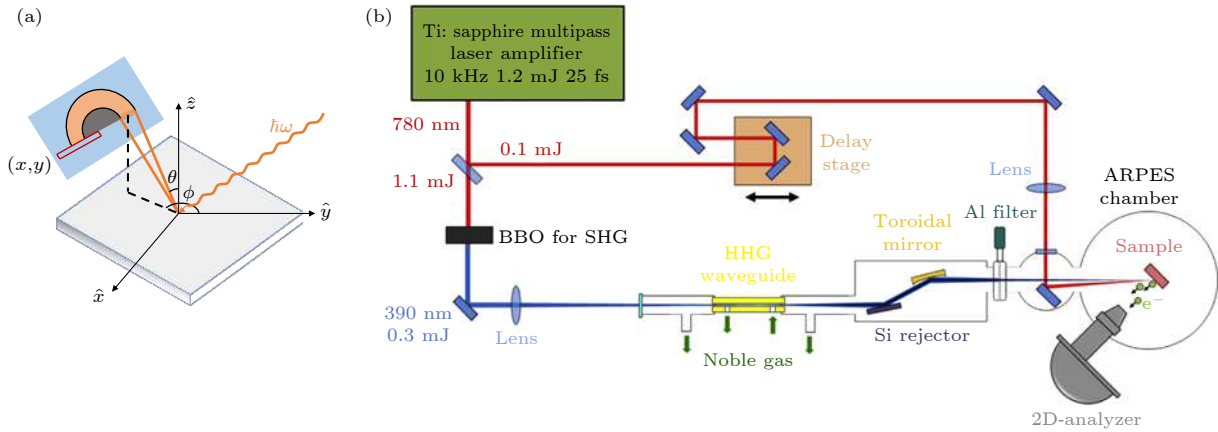 (a)
ẑ
ħω
(x,y)
θ
ϕ
ŷ
x̂
(b)
Ti: sapphire multipass
laser amplifier
10 kHz 1.2 mJ 25 fs
780 nm
0.1 mJ
1.1 mJ
Delay
stage
BBO for SHG
390 nm
0.3 mJ
Lens
HHG
waveguide
Noble gas
Toroidal
mirror
Si rejector
Al filter
Lens
ARPES
chamber
Sample
e⁻
2D-analyzer